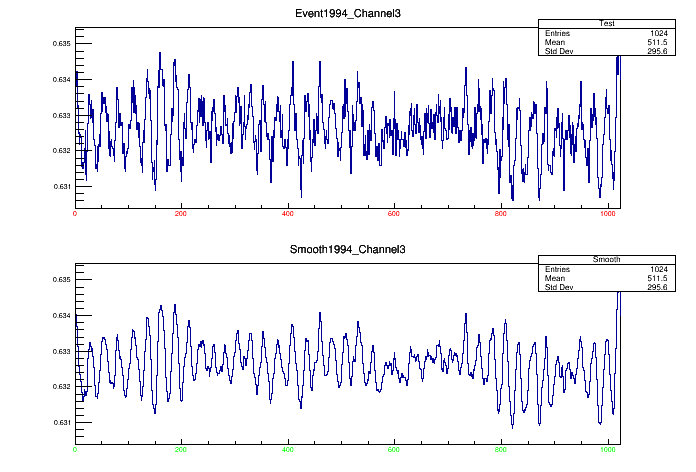 Event1994_Channel3
Test
Entries 1024
Mean 511.5
Std Dev 295.6
0.635
0.634
0.633
0.632
0.631
0 200 400 600 800 1000
Smooth1994_Channel3
Smooth
Entries 1024
Mean 511.5
Std Dev 295.6
0.635
0.634
0.633
0.632
0.631
0 200 400 600 800 1000